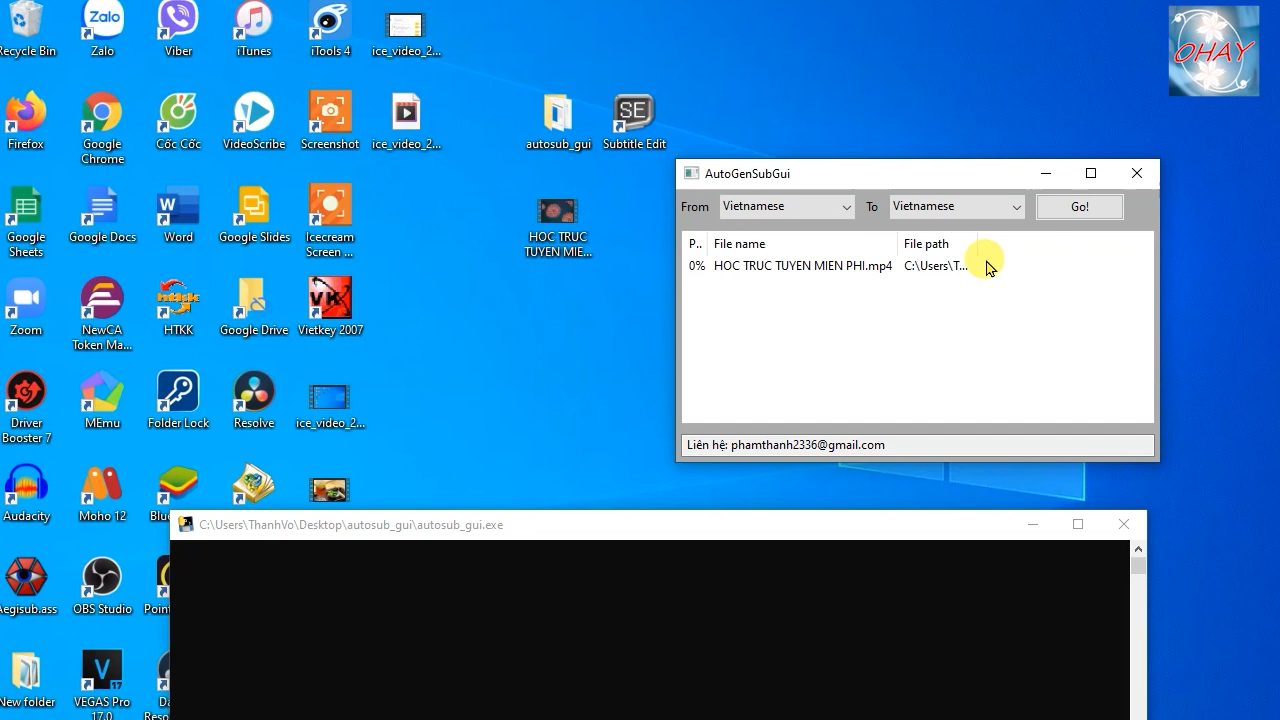 Recycle Bin
Zalo
Viber
iTunes
iTools 4
ice_video_2...
OHAY
Firefox
Google
Chrome
Cốc Cốc
VideoScribe
Screenshot
ice_video_2...
autosub_gui
SE
Subtitle Edit
AutoGenSubGui
From
Vietnamese
To
Vietnamese
Go!
P..
File name
File path
0%
HOC TRUC TUYEN MIEN PHI.mp4
C:\Users\T...
Google
Sheets
Google Docs
Word
Google Slides
Icecream
Screen ...
HOC TRUC
TUYEN MIE...
Zoom
NewCA
Token Ma...
HTKK
Google Drive
VK
Vietkey 2007
Driver
Booster 7
MEmu
Folder Lock
Resolve
ice_video_2...
Liên hệ: phamthanh2336@gmail.com
Audacity
Moho 12
C:\Users\ThanhVo\Desktop\autosub_gui\autosub_gui.exe
Aegisub.ass
OBS Studio
New folder
VEGAS Pro
17.0